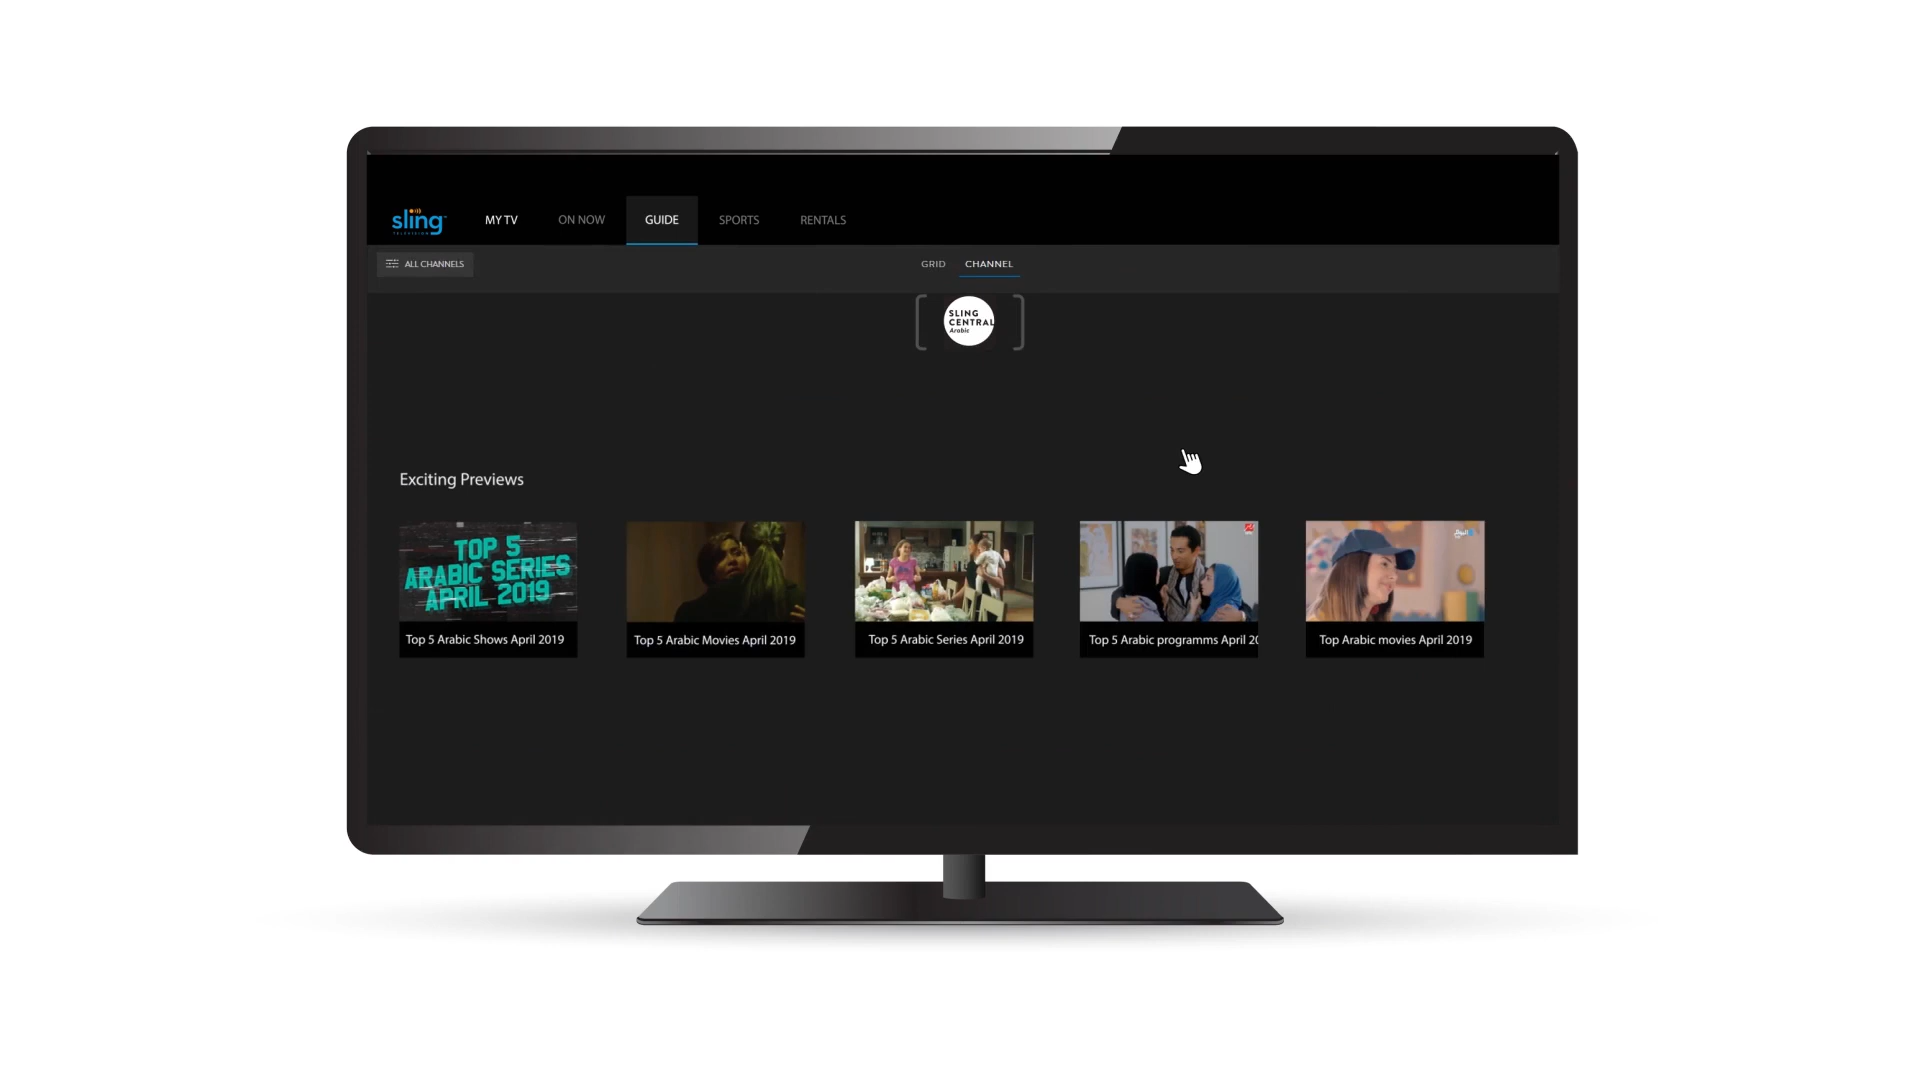 sling
TELEVISION
MY TV
ON NOW
GUIDE
SPORTS
RENTALS
ALL CHANNELS
GRID
CHANNEL
SLING
CENTRAL
Arabic
Exciting Previews
TOP 5
ARABIC SERIES
APRIL 2019
Top 5 Arabic Shows April 2019
Top 5 Arabic Movies April 2019
Top 5 Arabic Series April 2019
Top 5 Arabic programms April 20
Top Arabic movies April 2019